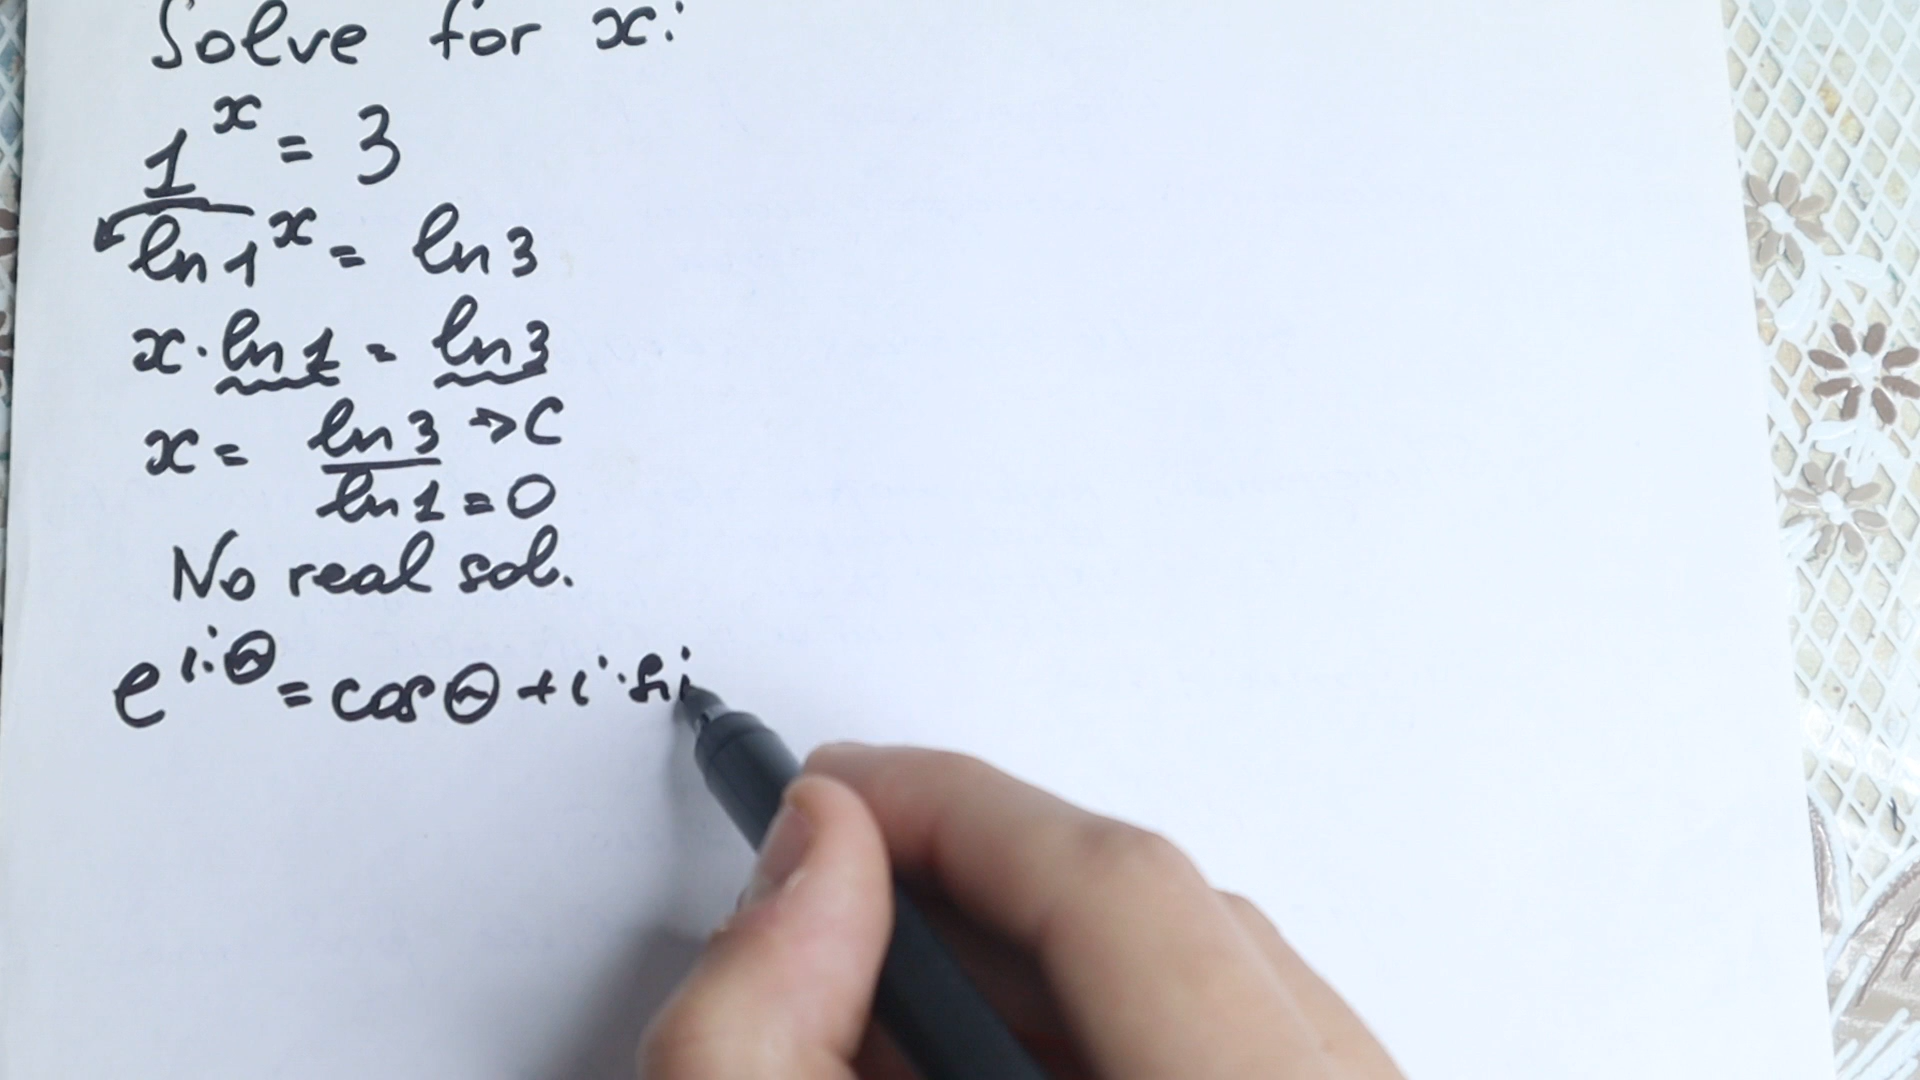 Solve for x:
1^x = 3
ln 1^x = ln 3
x · ln 1 = ln 3
x = ln 3 → C / ln 1 = 0
No real sol.
e^{i·θ} = cos θ + i · si